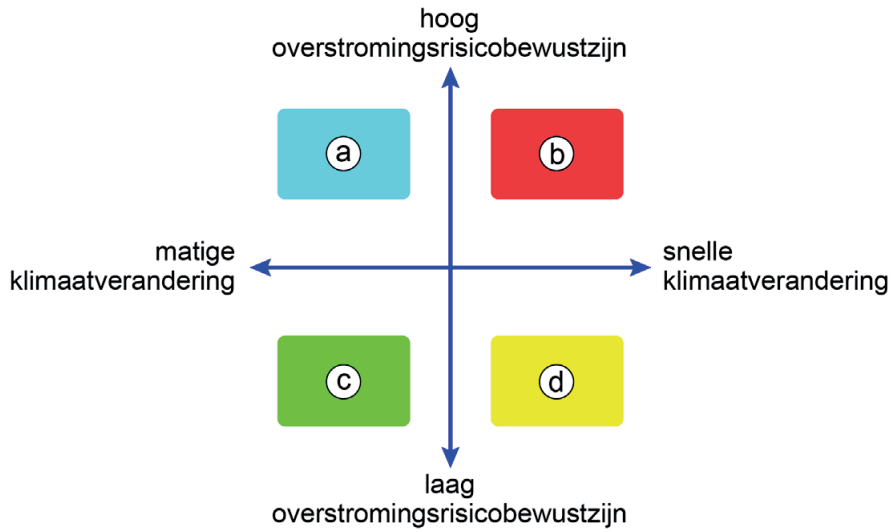 hoog
overstromingsrisicobewustzijn
a
b
matige
klimaatverandering
snelle
klimaatverandering
c
d
laag
overstromingsrisicobewustzijn